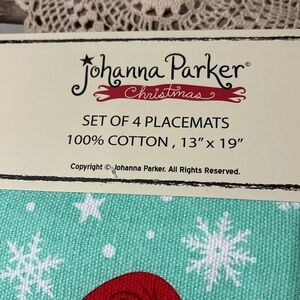 Johanna Parker©
Christmas
SET OF 4 PLACEMATS
100% COTTON, 13" x 19"
Copyright © Johanna Parker. All Rights Reserved.